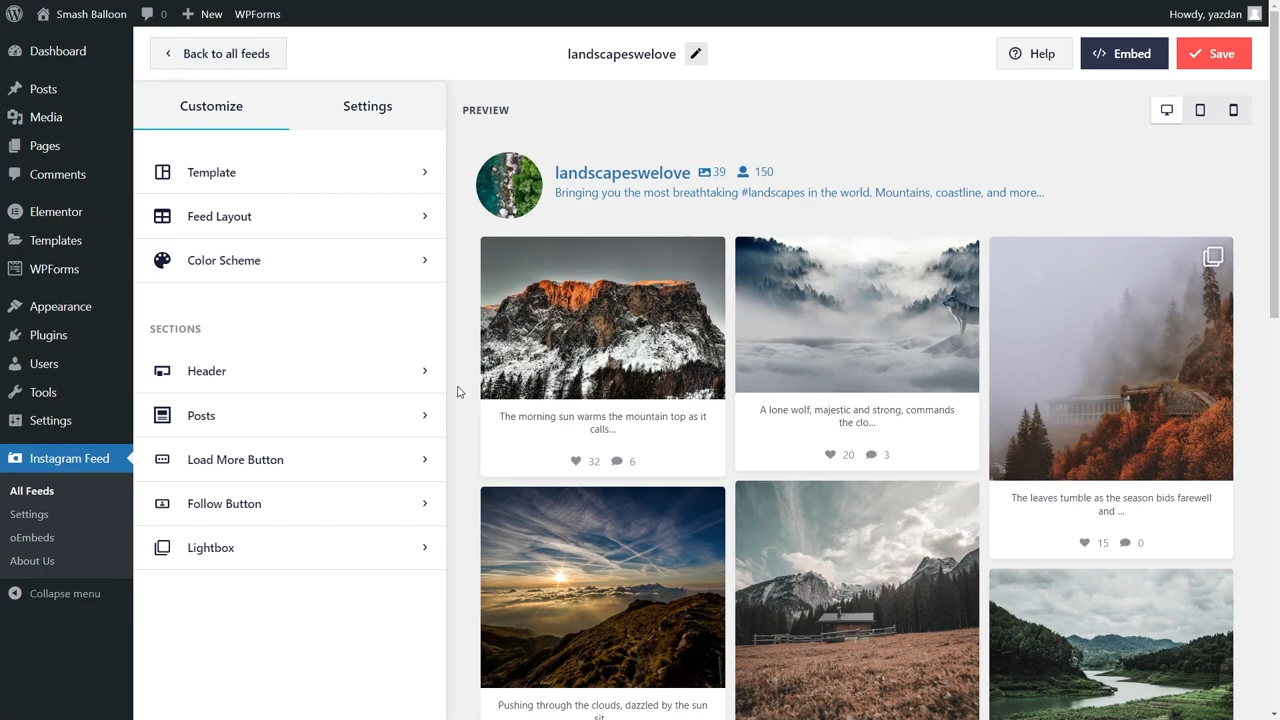 Smash Balloon
0
New
WPForms
Howdy, yazdan
Dashboard
Posts
Media
Pages
Comments
Elementor
Templates
WPForms
Appearance
Plugins
Users
Tools
Settings
Instagram Feed
All Feeds
Settings
oEmbeds
About Us
Collapse menu
Back to all feeds
landscapeswelove
Help
Embed
Save
Customize
Settings
Template
Feed Layout
Color Scheme
SECTIONS
Header
Posts
Load More Button
Follow Button
Lightbox
PREVIEW
landscapeswelove 39 150
Bringing you the most breathtaking #landscapes in the world. Mountains, coastline, and more...
The morning sun warms the mountain top as it
calls...
32 6
A lone wolf, majestic and strong, commands
the clo...
20 3
The leaves tumble as the season bids farewell
and ...
15 0
Pushing through the clouds, dazzled by the sun
sit